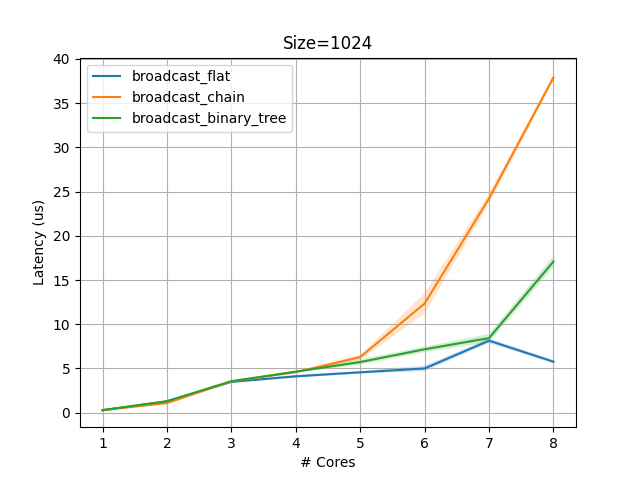 Size=1024
broadcast_flat
broadcast_chain
broadcast_binary_tree
Latency (us)
40
35
30
25
20
15
10
5
0
1 2 3 4 5 6 7 8
# Cores